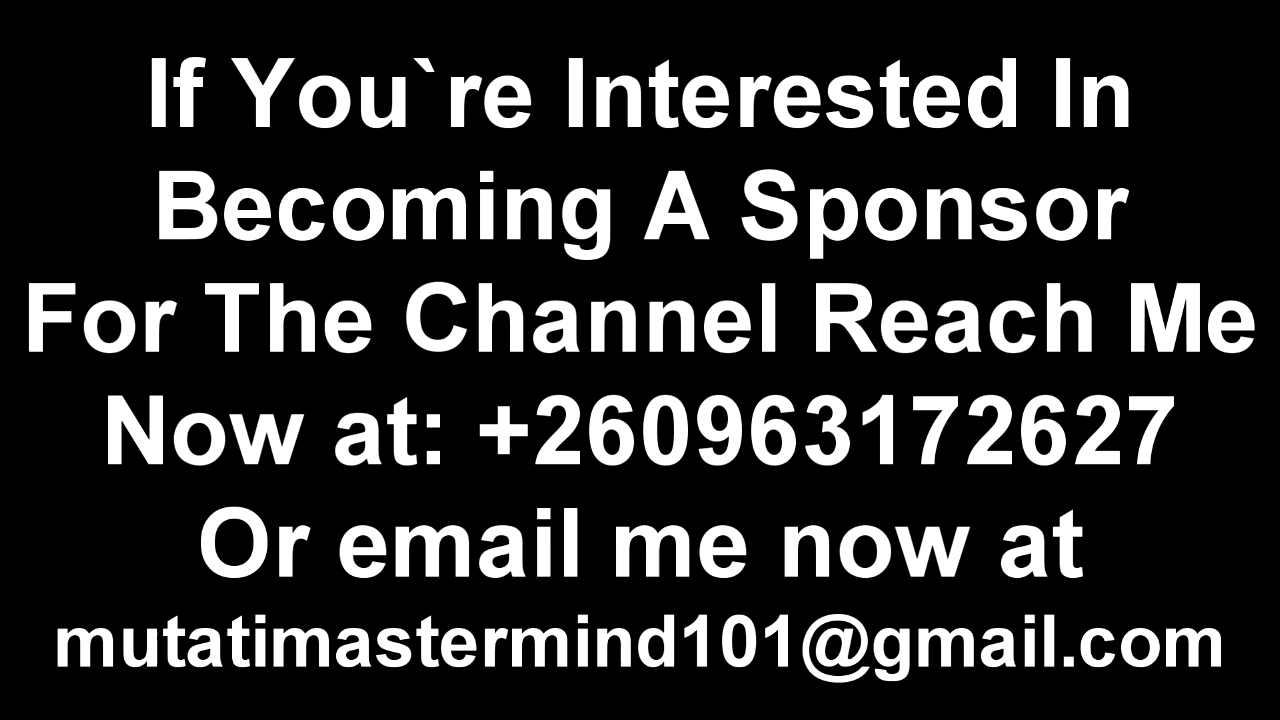 If You`re Interested In
Becoming A Sponsor
For The Channel Reach Me
Now at: +260963172627
Or email me now at
mutatimastermind101@gmail.com